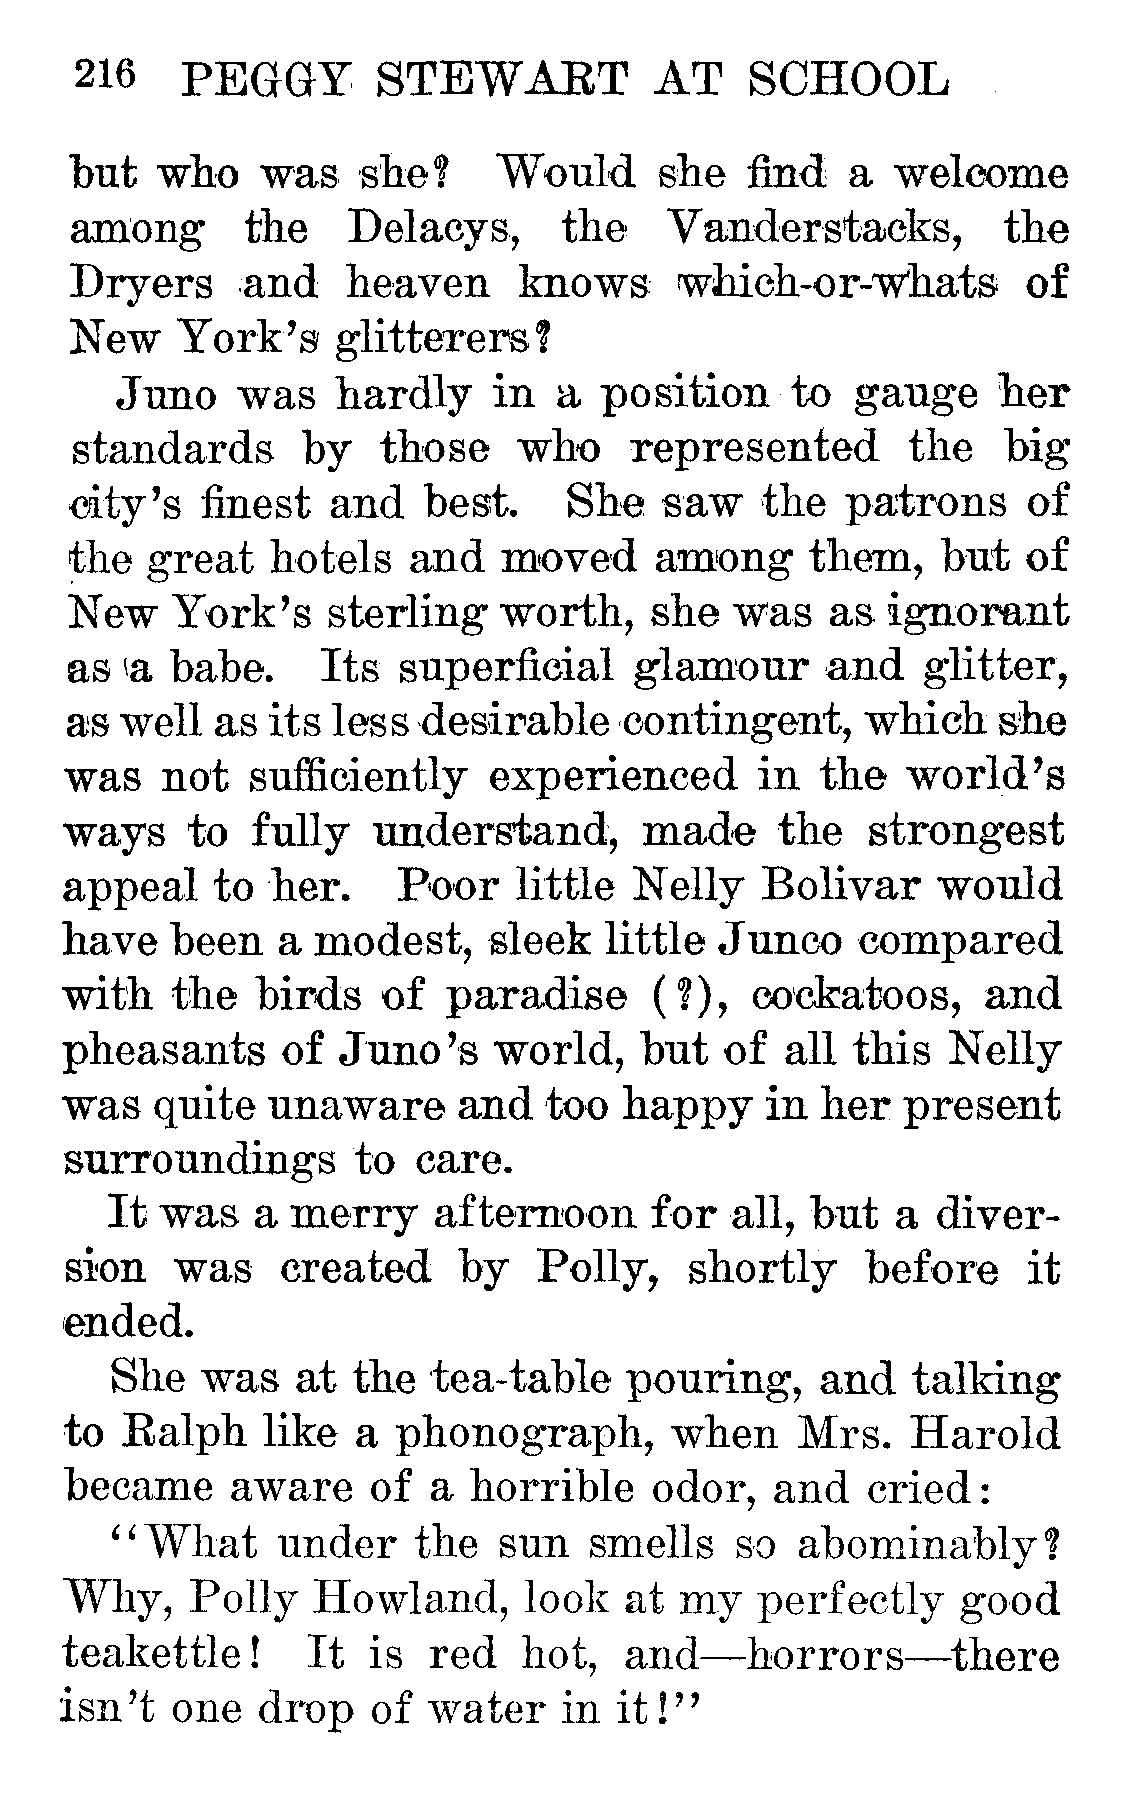 216 PEGGY STEWART AT SCHOOL
but who was she? Would she find a welcome
among the Delacys, the Vanderstacks, the
Dryers and heaven knows which-or-whats of
New York's glitterers?
Juno was hardly in a position to gauge her
standards by those who represented the big
city's finest and best. She saw the patrons of
the great hotels and moved among them, but of
New York's sterling worth, she was as ignorant
as a babe. Its superficial glamour and glitter,
as well as its less desirable contingent, which she
was not sufficiently experienced in the world's
ways to fully understand, made the strongest
appeal to her. Poor little Nelly Bolivar would
have been a modest, sleek little Junco compared
with the birds of paradise (?), cockatoos, and
pheasants of Juno's world, but of all this Nelly
was quite unaware and too happy in her present
surroundings to care.
It was a merry afternoon for all, but a diver-
sion was created by Polly, shortly before it
ended.
She was at the tea-table pouring, and talking
to Ralph like a phonograph, when Mrs. Harold
became aware of a horrible odor, and cried:
"What under the sun smells so abominably?
Why, Polly Howland, look at my perfectly good
teakettle! It is red hot, and—horrors—there
isn't one drop of water in it!"